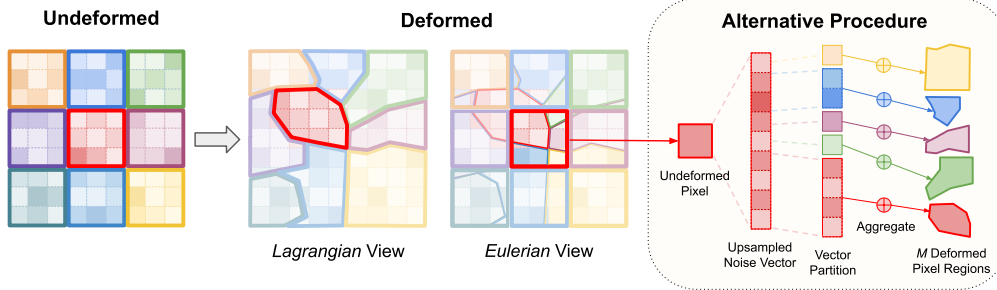 Undeformed
Deformed
Alternative Procedure
Lagrangian View
Eulerian View
Undeformed
Pixel
Upsampled
Noise Vector
Vector
Partition
Aggregate
M Deformed
Pixel Regions